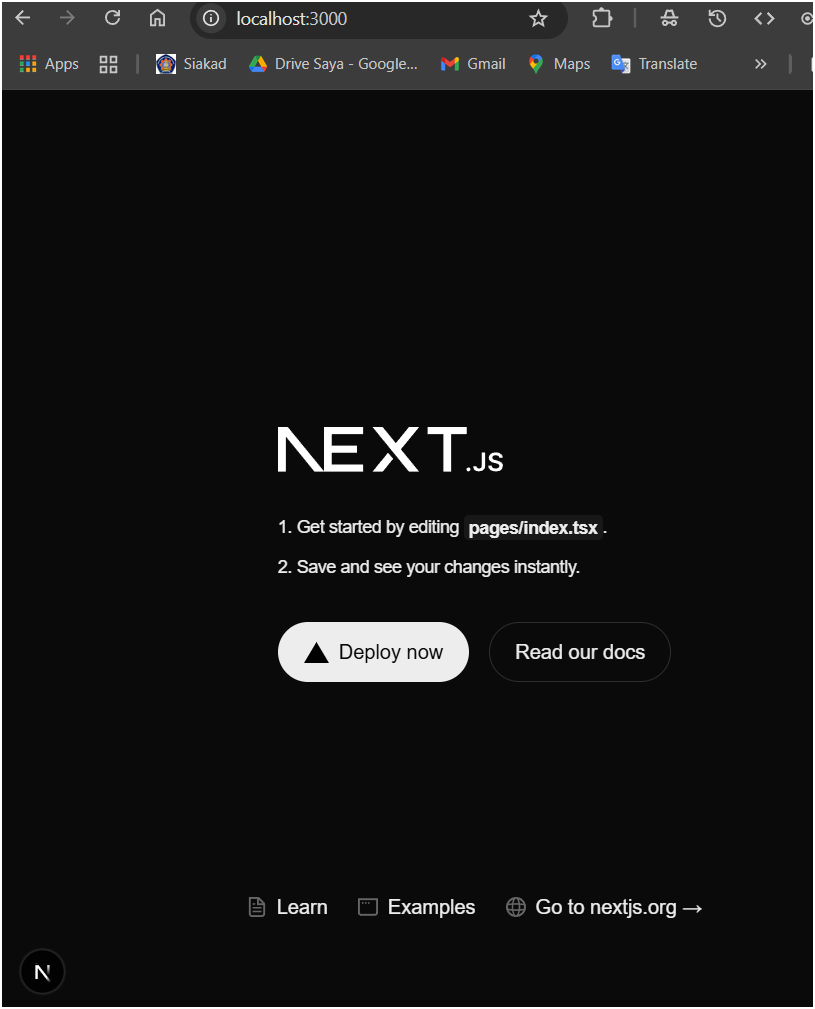 localhost:3000
Apps Siakad Drive Saya - Google... Gmail Maps Translate
NEXT.JS
1. Get started by editing pages/index.tsx.
2. Save and see your changes instantly.
Deploy now Read our docs
Learn Examples Go to nextjs.org →
N